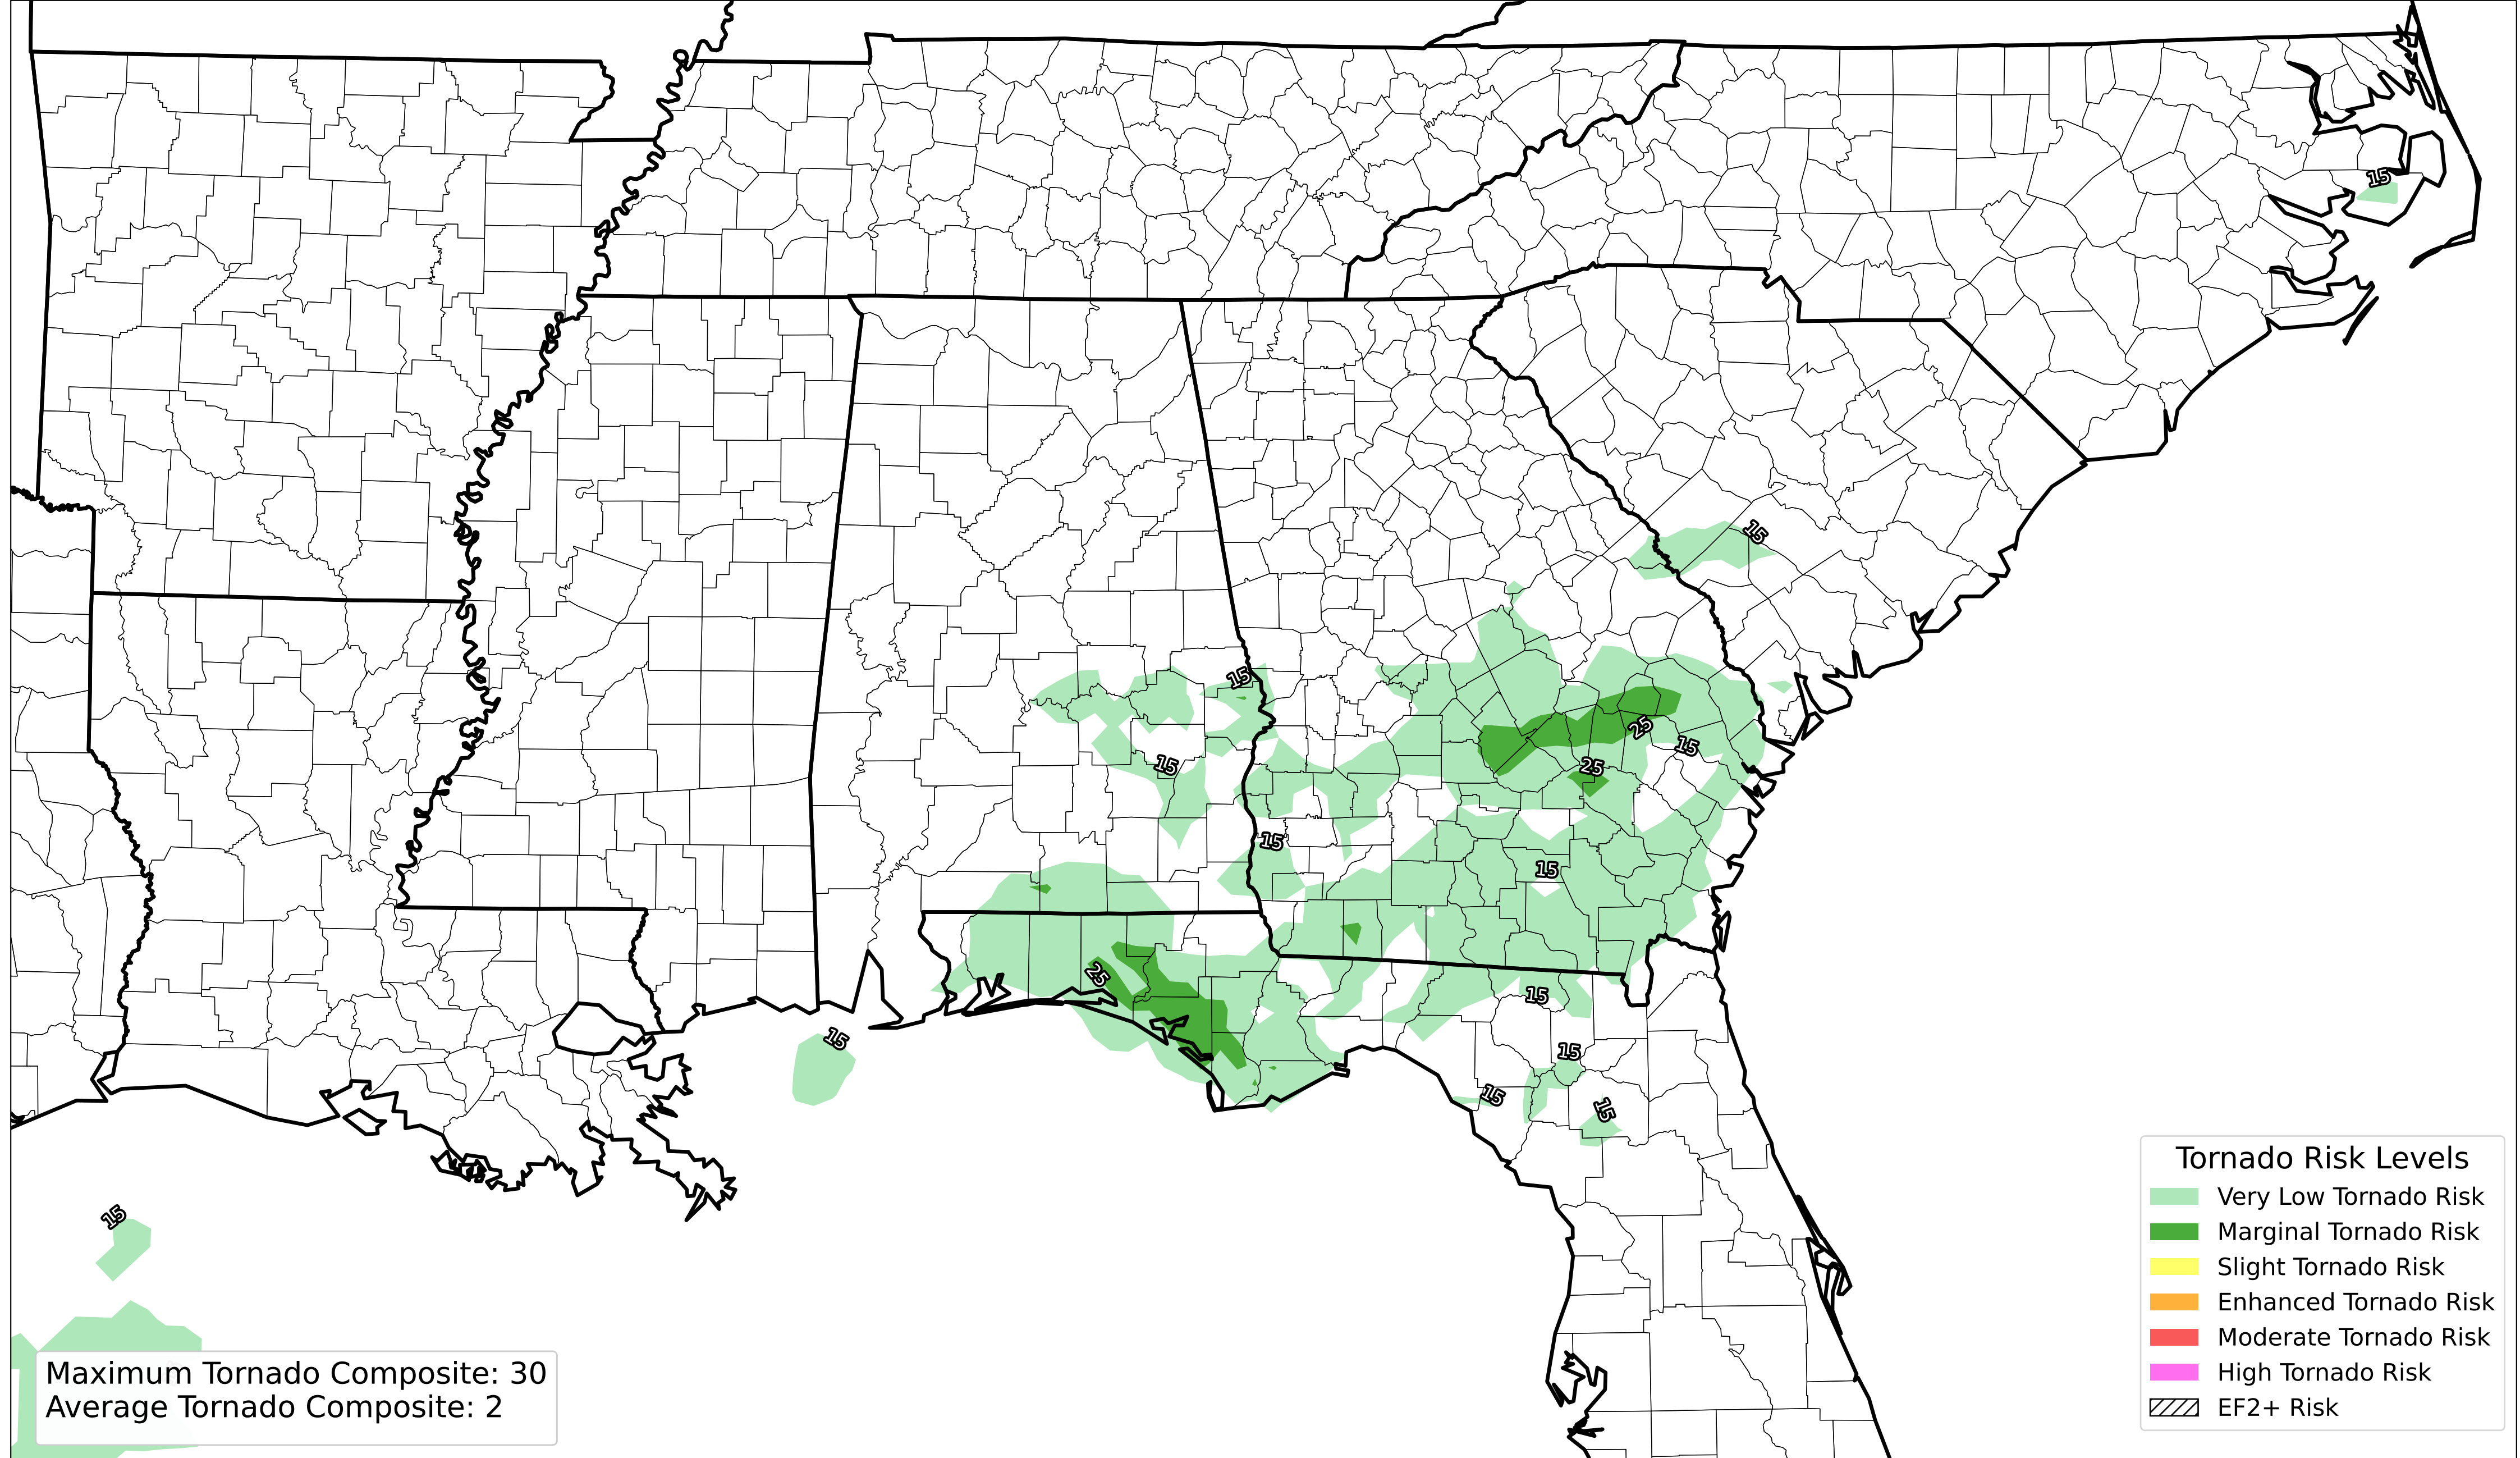 15
15
15
25
15
25
15
15
15
25
15
15
15
15
15
15
Tornado Risk Levels
Very Low Tornado Risk
Marginal Tornado Risk
Slight Tornado Risk
Enhanced Tornado Risk
Moderate Tornado Risk
High Tornado Risk
EF2+ Risk
Maximum Tornado Composite: 30
Average Tornado Composite: 2